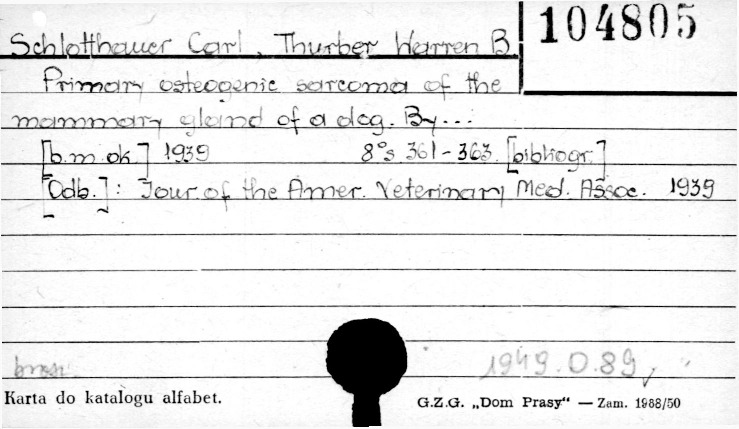 104805
Schlotthauer Carl, Thurber Warren B.
Primary osteogenic sarcoma of the
mammary gland of a dog. By...
[b.m. ok.] 1939 8°s 361-363. [bibliogr.]
[Odb.]: Jour. of the Amer. Veterinary Med. Assoc. 1939
brosz. 1949.D.89,
Karta do katalogu alfabet. G.Z.G. „Dom Prasy“ — Zam. 1988/50